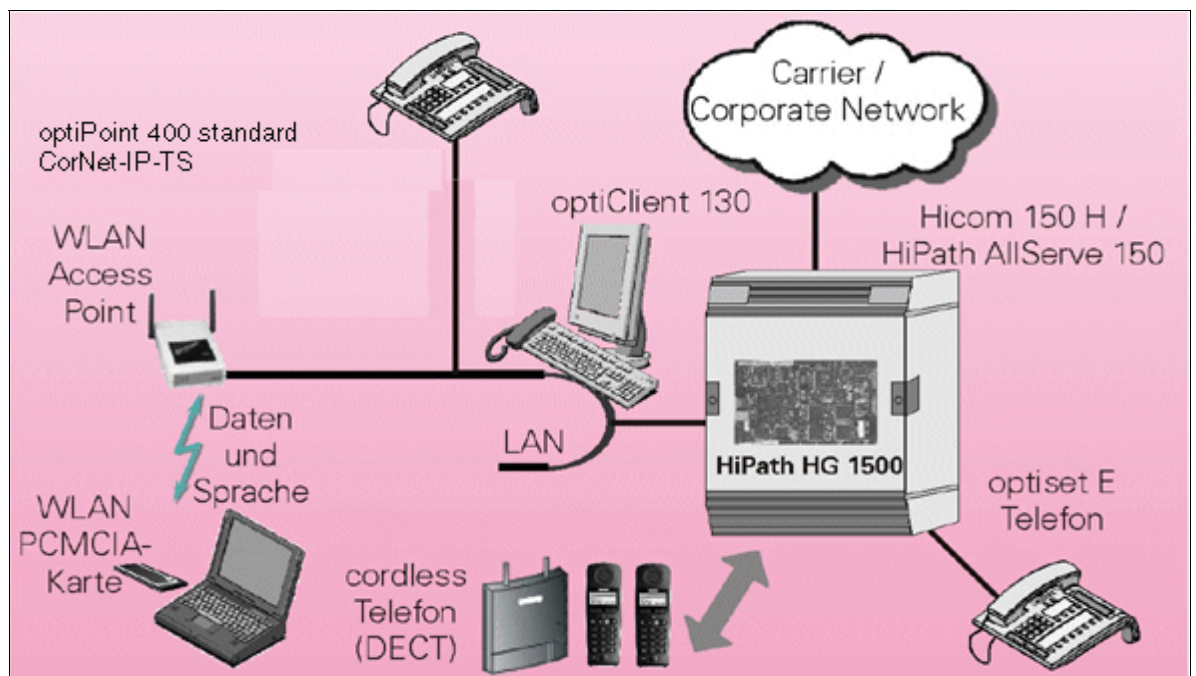 Carrier /
Corporate Network
optiPoint 400 standard
CorNet-IP-TS
optiClient 130
Hicom 150 H /
HiPath AllServe 150
WLAN
Access
Point
LAN
HiPath HG 1500
Daten
und
Sprache
optiset E
Telefon
WLAN
PCMCIA-
Karte
cordless
Telefon
(DECT)